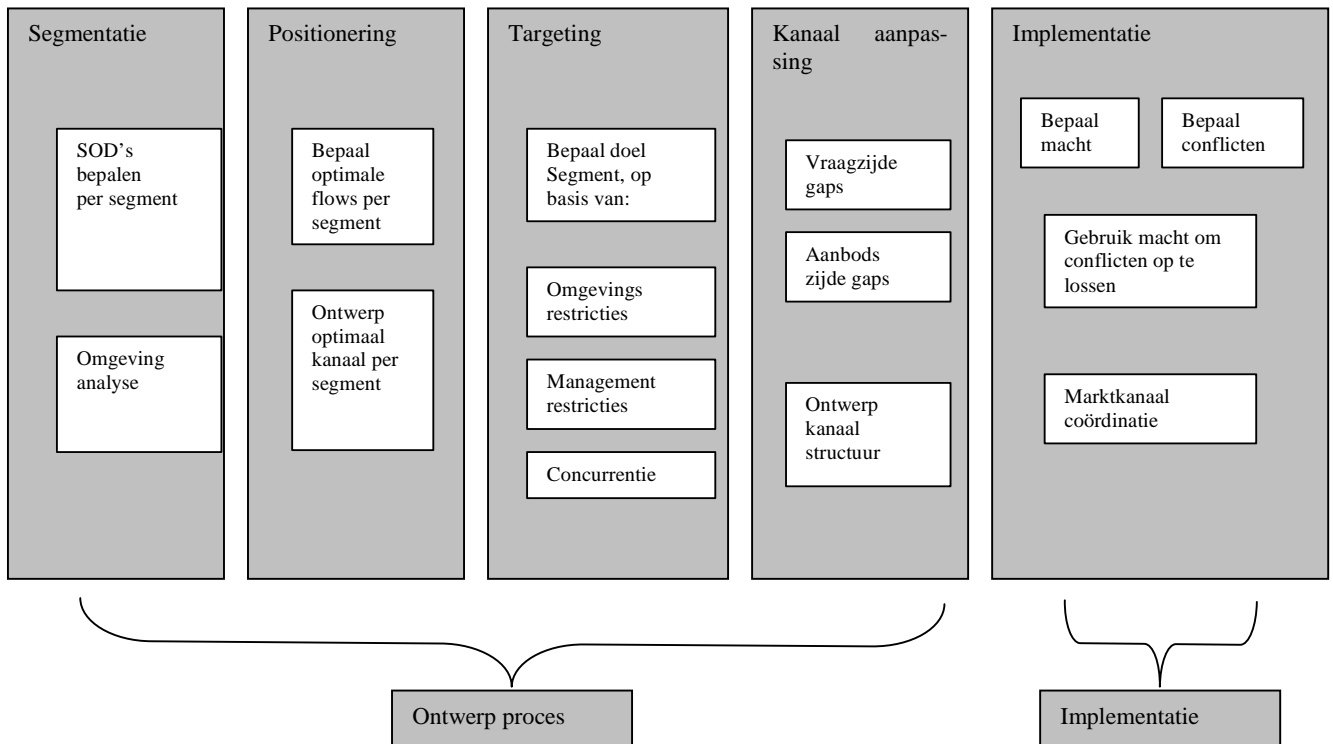 Segmentatie
SOD's
bepalen
per segment
Omgeving
analyse
Positionering
Bepaal
optimale
flows per
segment
Ontwerp
optimaal
kanaal per
segment
Targeting
Bepaal doel
Segment, op
basis van:
Omgevings
restricties
Management
restricties
Concurrentie
Kanaal aanpas-
sing
Vraagzijde
gaps
Aanbods
zijde gaps
Ontwerp
kanaal
structuur
Implementatie
Bepaal
macht
Bepaal
conflicten
Gebruik macht om
conflicten op te
lossen
Marktkanaal
coördinatie
Ontwerp proces
Implementatie